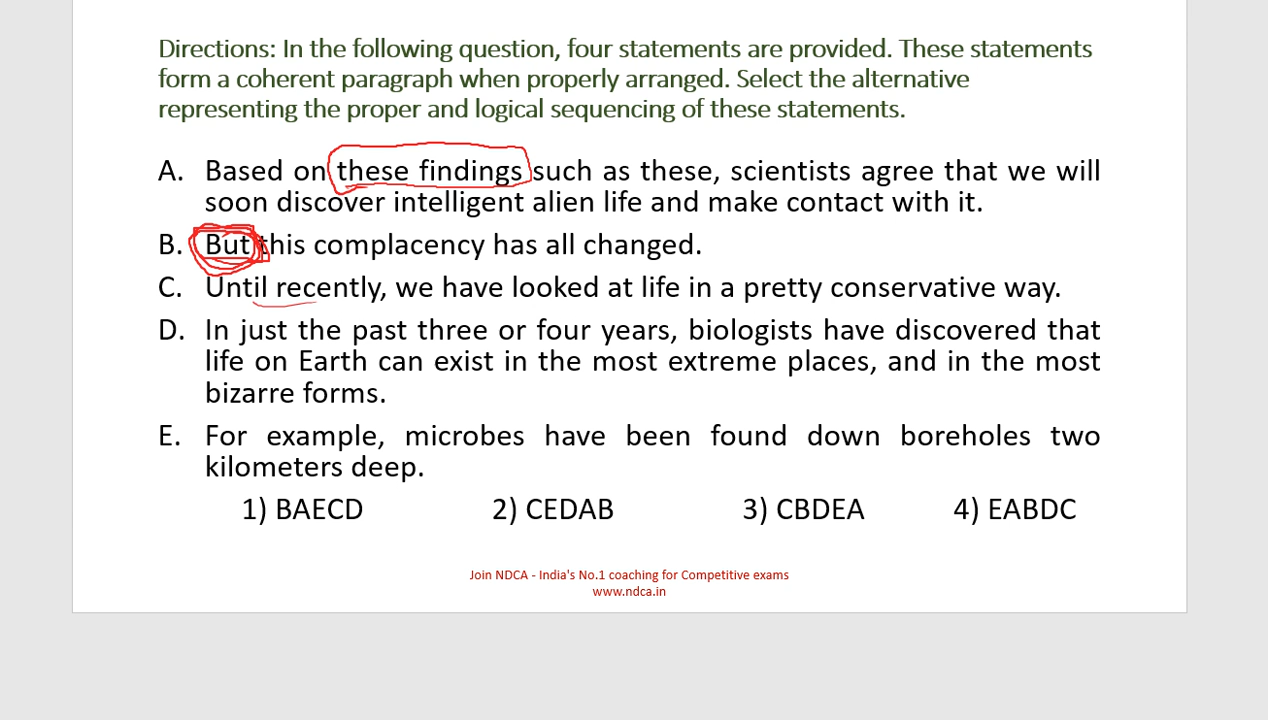 Directions: In the following question, four statements are provided. These statements
form a coherent paragraph when properly arranged. Select the alternative
representing the proper and logical sequencing of these statements.
A. Based on these findings such as these, scientists agree that we will
soon discover intelligent alien life and make contact with it.
B. But this complacency has all changed.
C. Until recently, we have looked at life in a pretty conservative way.
D. In just the past three or four years, biologists have discovered that
life on Earth can exist in the most extreme places, and in the most
bizarre forms.
E. For example, microbes have been found down boreholes two
kilometers deep.
1) BAECD 2) CEDAB 3) CBDEA 4) EABDC
Join NDCA - India's No.1 coaching for Competitive exams
www.ndca.in